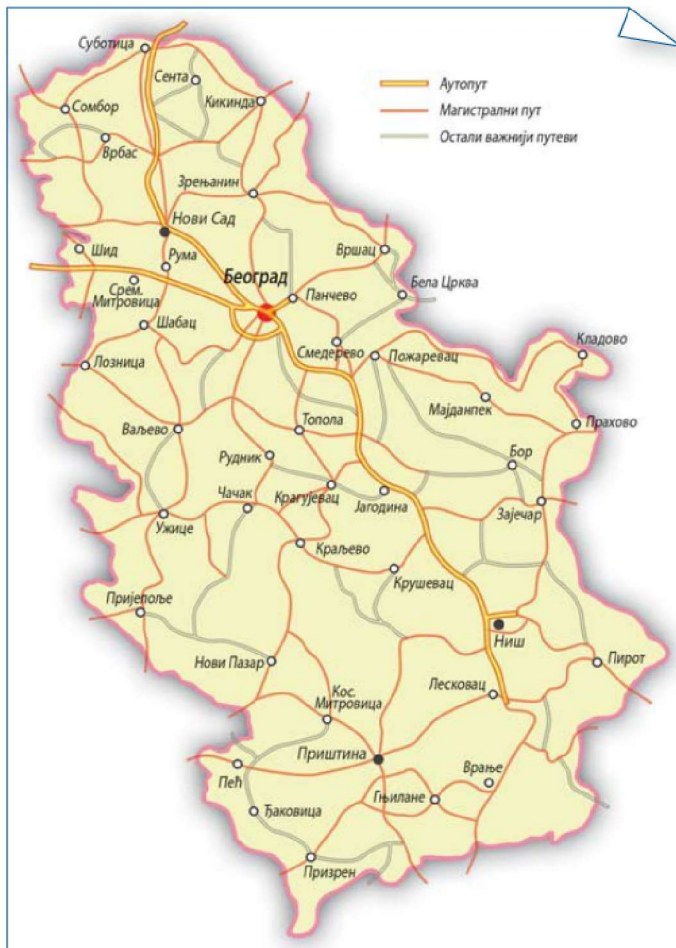 Суботица
Сента
Кикинда
Сомбор
Врбас
Аутопут
Магистрални пут
Остали важнији путеви
Зрењанин
Нови Сад
Шид
Рума
Вршац
Београд
Бела Црква
Срем.
Митровица
Панчево
Шабац
Смедерево
Пожаревац
Кладово
Лозница
Мајданпек
Прахово
Ваљево
Топола
Рудник
Бор
Чачак
Крагујевац
Јагодина
Зајечар
Ужице
Краљево
Крушевац
Пријепоље
Ниш
Нови Пазар
Пирот
Лесковац
Кос.
Митровица
Приштина
Пећ
Врање
Гњилане
Ђаковица
Призрен